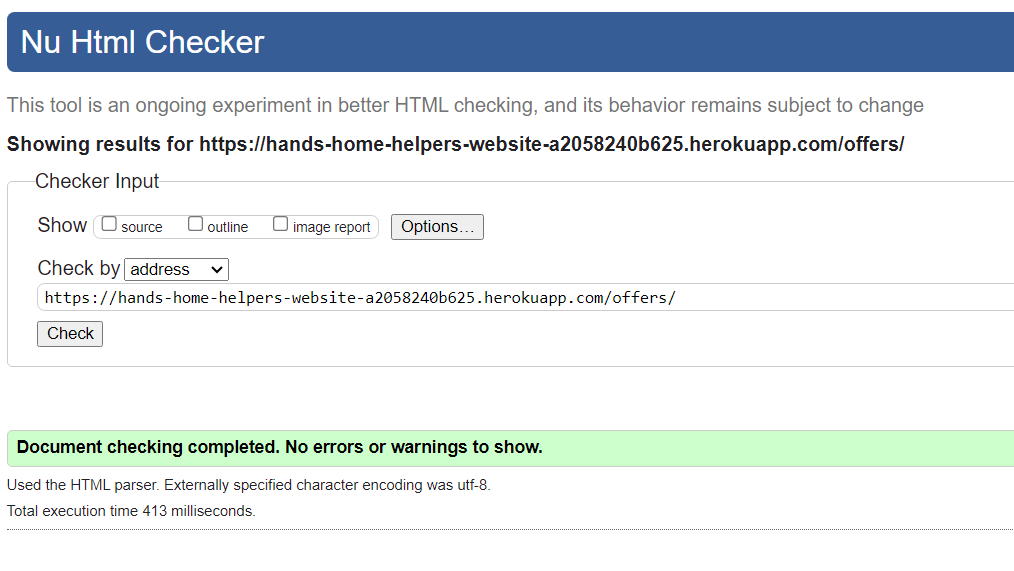 Nu Html Checker
This tool is an ongoing experiment in better HTML checking, and its behavior remains subject to change
Showing results for https://hands-home-helpers-website-a2058240b625.herokuapp.com/offers/
Checker Input
Show source outline image report Options...
Check by address
https://hands-home-helpers-website-a2058240b625.herokuapp.com/offers/
Check
Document checking completed. No errors or warnings to show.
Used the HTML parser. Externally specified character encoding was utf-8.
Total execution time 413 milliseconds.